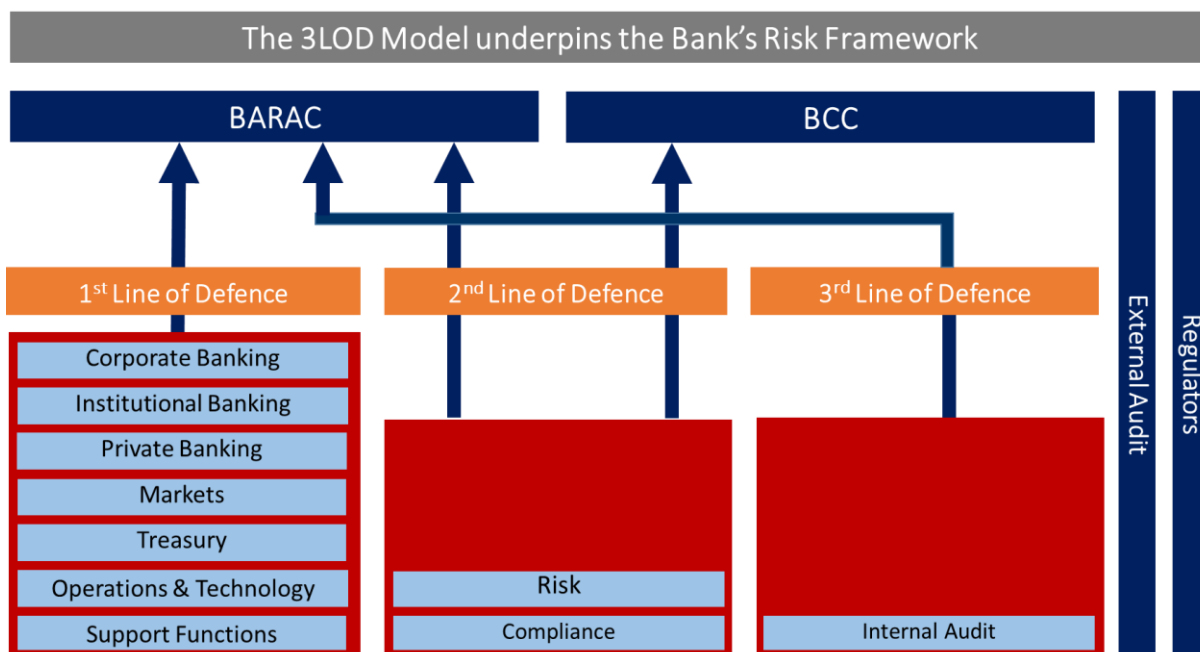 The 3LOD Model underpins the Bank's Risk Framework
BARAC
BCC
1st Line of Defence
2nd Line of Defence
3rd Line of Defence
Corporate Banking
Institutional Banking
Private Banking
Markets
Treasury
Operations & Technology
Support Functions
Risk
Compliance
Internal Audit
External Audit
Regulators